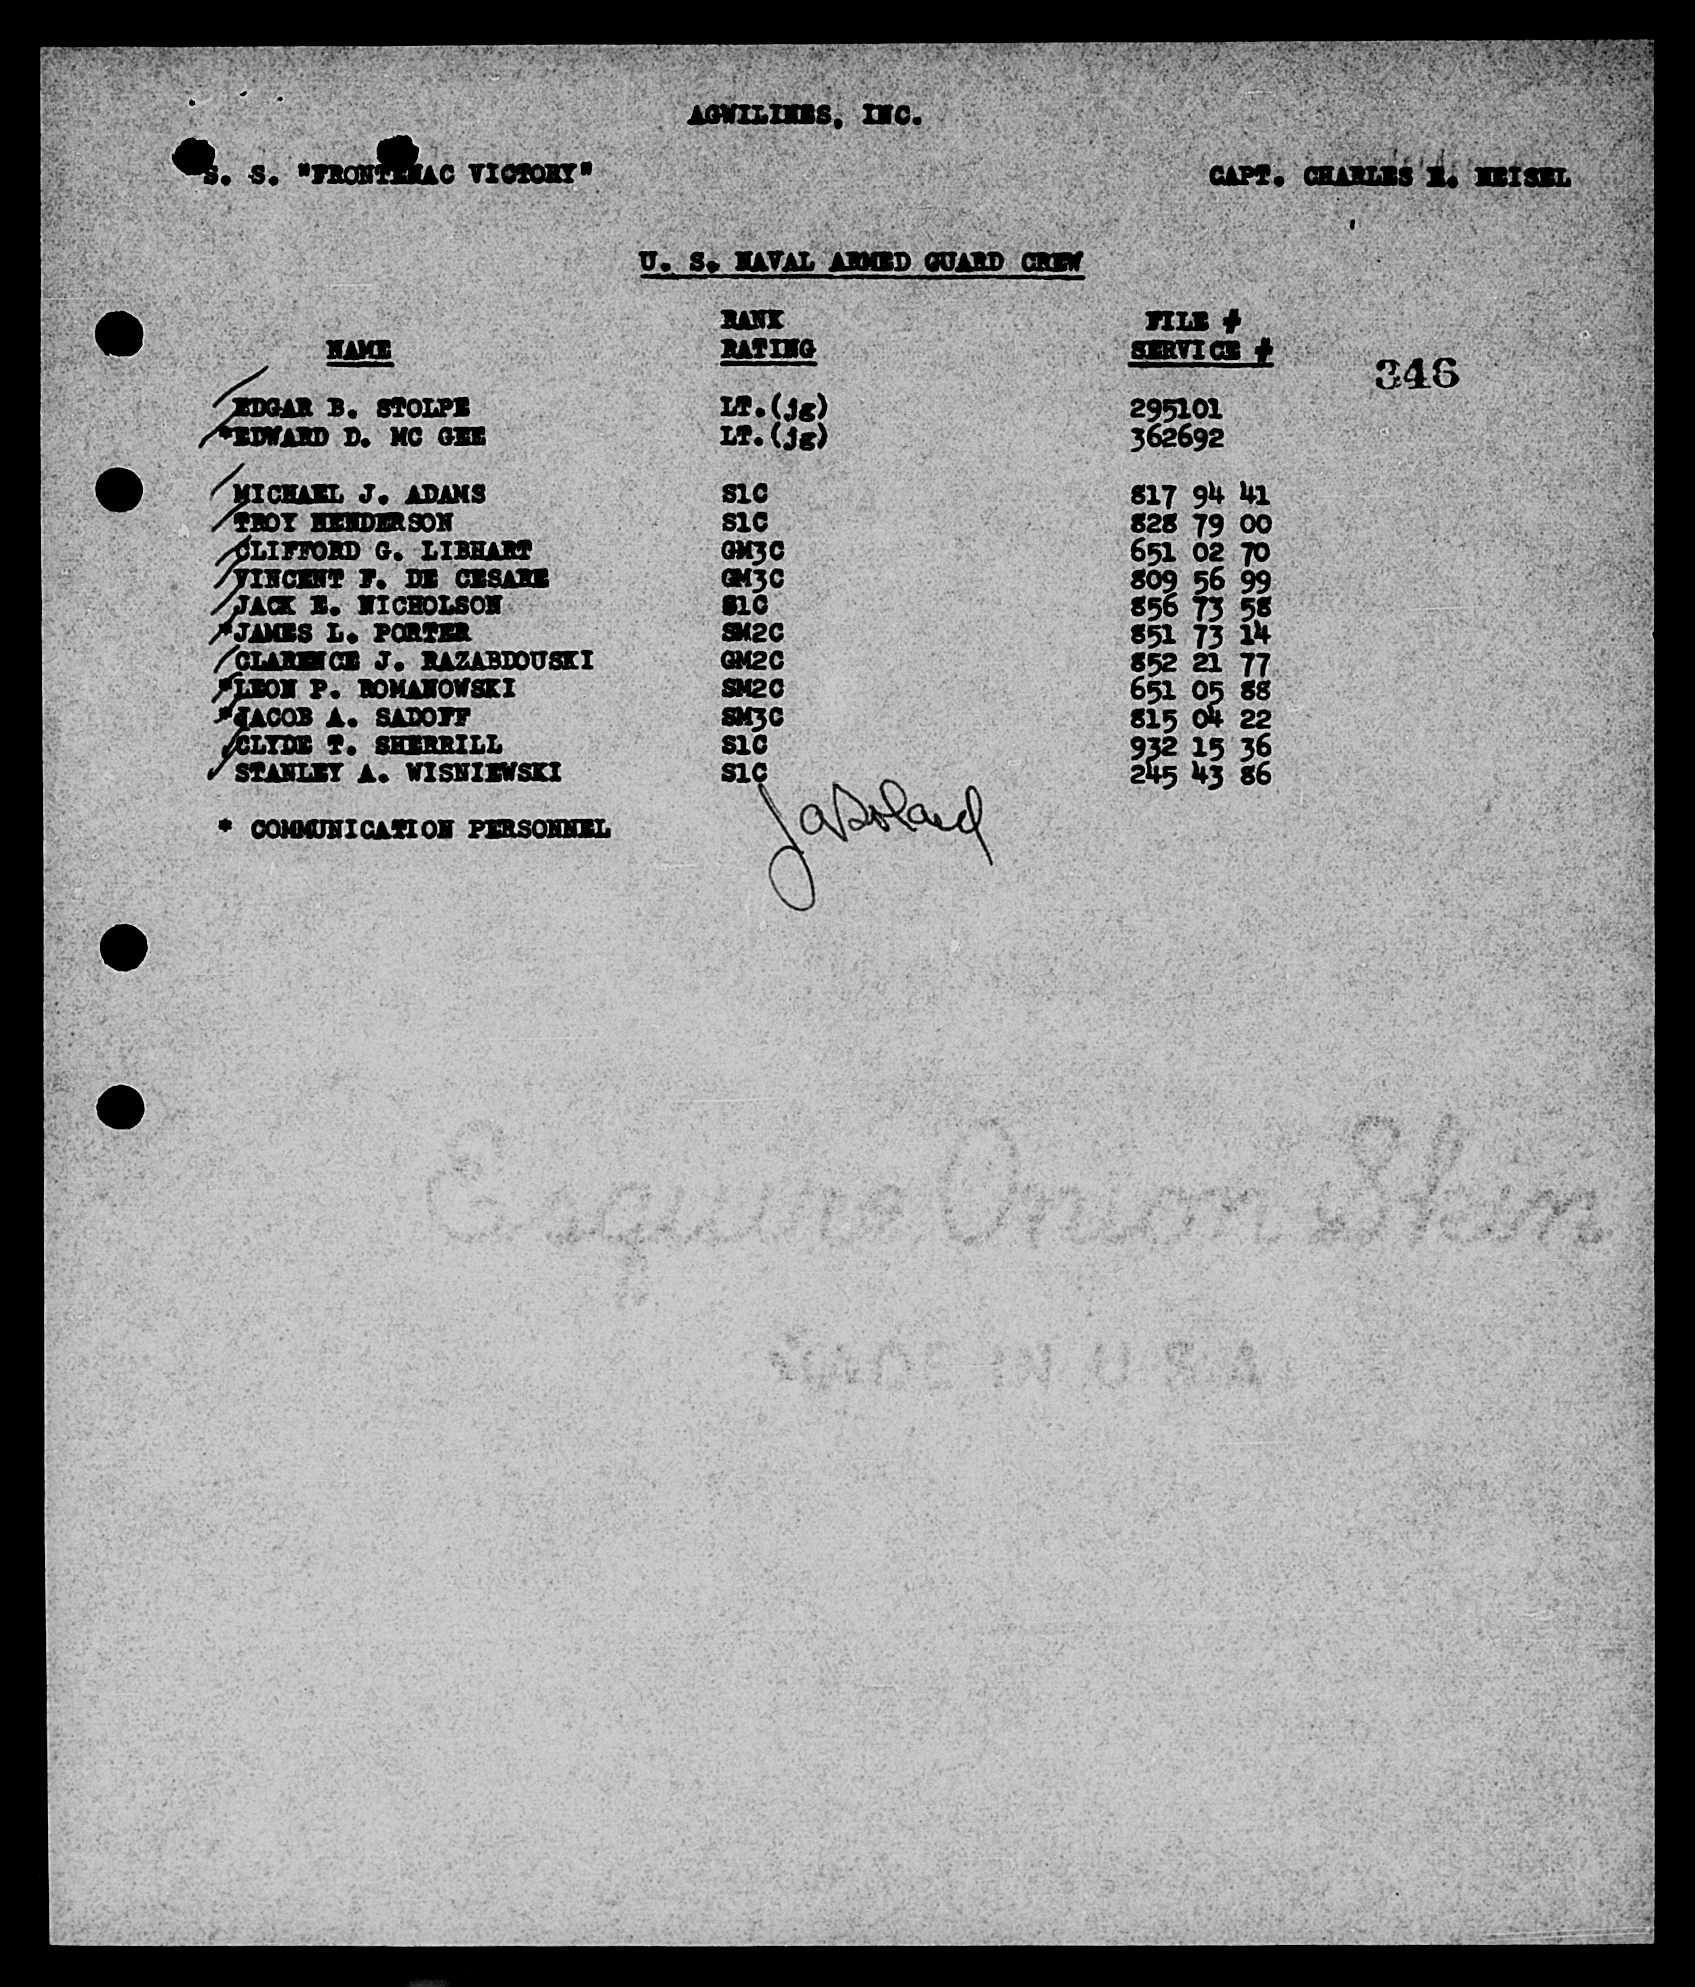 AGWILINES, INC.
S. S. "FRONTENAC VICTORY" CAPT. CHARLES E. HEISEL
U. S. NAVAL ARMED GUARD CREW
RANK FILE #
NAME RATING SERVICE #
346
EDGAR B. STOLPE LT.(jg) 295101
*EDWARD D. MC GEE LT.(jg) 362692
MICHAEL J. ADAMS S1C 817 94 41
TROY HENDERSON S1C 828 79 00
CLIFFORD G. LIBHART GM3C 651 02 70
VINCENT F. DE CESARE GM3C 809 56 99
JACK E. NICHOLSON S1C 856 73 58
*JAMES L. PORTER SM2C 851 73 14
CLARENCE J. RAZABDOUSKI GM2C 852 21 77
*LEON P. ROMANOWSKI SM2C 651 05 88
*JACOB A. SADOFF SM3C 815 04 22
CLYDE T. SHERRILL S1C 932 15 36
STANLEY A. WISNIEWSKI S1C 245 43 86
* COMMUNICATION PERSONNEL
Esquire Onion Skin